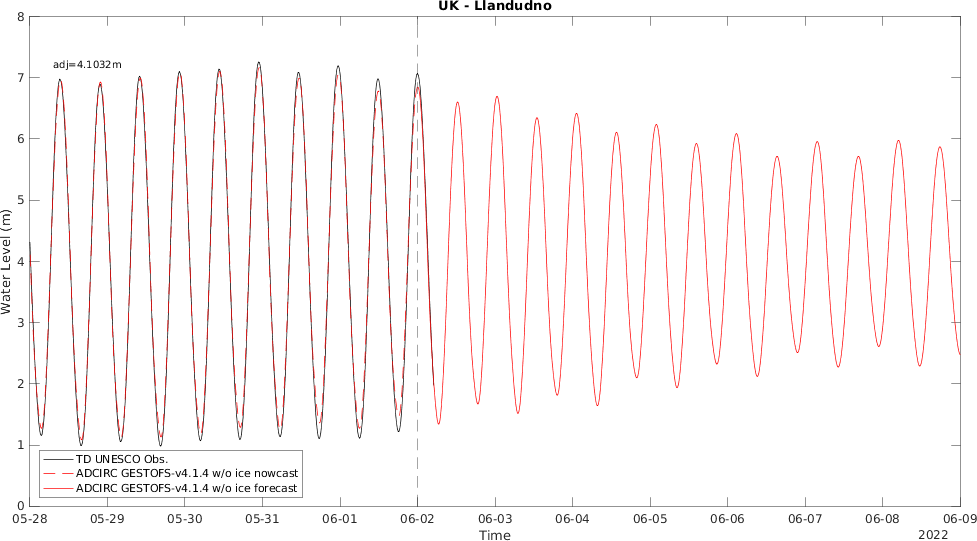 UK - Llandudno
8
adj=4.1032m
7
6
5
4
3
2
1
0
Water Level (m)
TD UNESCO Obs.
ADCIRC GESTOFS-v4.1.4 w/o ice nowcast
ADCIRC GESTOFS-v4.1.4 w/o ice forecast
05-28 05-29 05-30 05-31 06-01 06-02 06-03 06-04 06-05 06-06 06-07 06-08 06-09
Time
2022